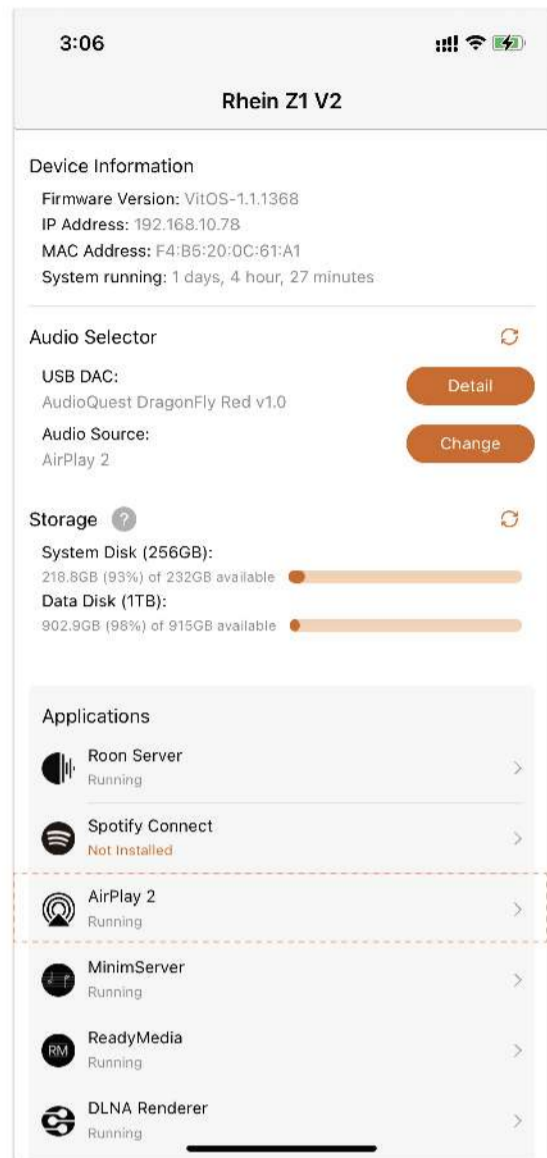 3:06
Rhein Z1 V2
Device Information
Firmware Version: VitOS-1.1.1368
IP Address: 192.168.10.78
MAC Address: F4:B5:20:0C:61:A1
System running: 1 days, 4 hour, 27 minutes
Audio Selector
USB DAC:
Detail
AudioQuest DragonFly Red v1.0
Audio Source:
Change
AirPlay 2
Storage ?
System Disk (256GB):
218.8GB (93%) of 232GB available
Data Disk (1TB):
902.9GB (98%) of 915GB available
Applications
Roon Server
Running
Spotify Connect
Not Installed
AirPlay 2
Running
MinimServer
Running
RM
ReadyMedia
Running
DLNA Renderer
Running